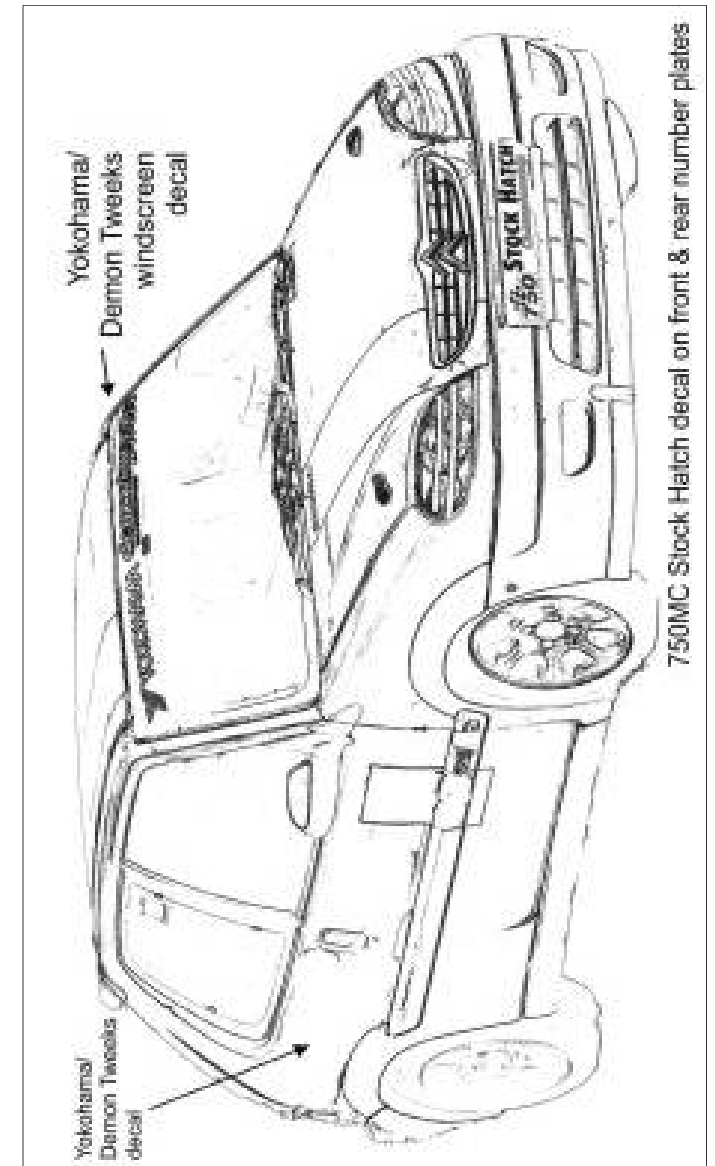 Yokohama/
Demon Tweeks
windscreen
decal
Yokohama/
Demon Tweeks
decal
750
STOCK HATCH
750MC Stock Hatch decal on front & rear number plates